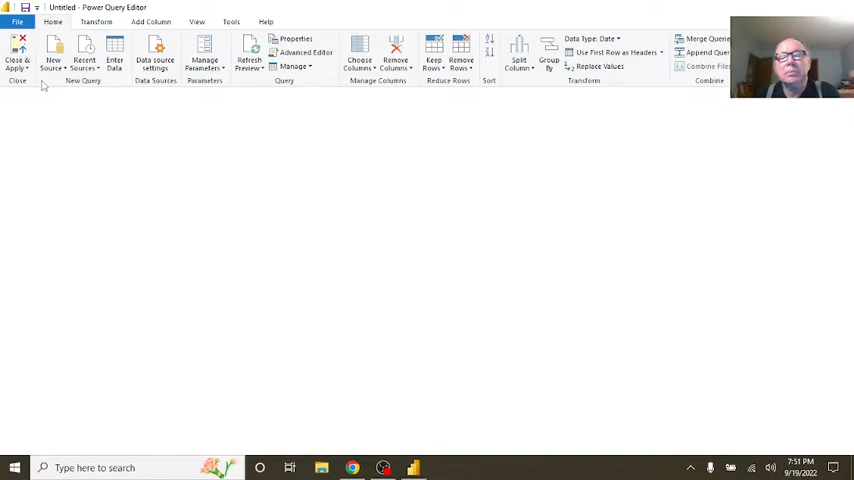 Untitled - Power Query Editor
File Home Transform Add Column View Tools Help
Close & Apply
New Source
Recent Sources
Enter Data
Data source settings
Manage Parameters
Refresh Preview
Properties
Advanced Editor
Manage
Choose Columns
Remove Columns
Keep Rows
Remove Rows
Split Column
Group By
Data Type: Date
Use First Row as Headers
Replace Values
Merge Queri
Append Que
Combine Files
Close New Query Data Sources Parameters Query Manage Columns Reduce Rows Sort Transform Combine
Type here to search
7:51 PM
9/19/2022